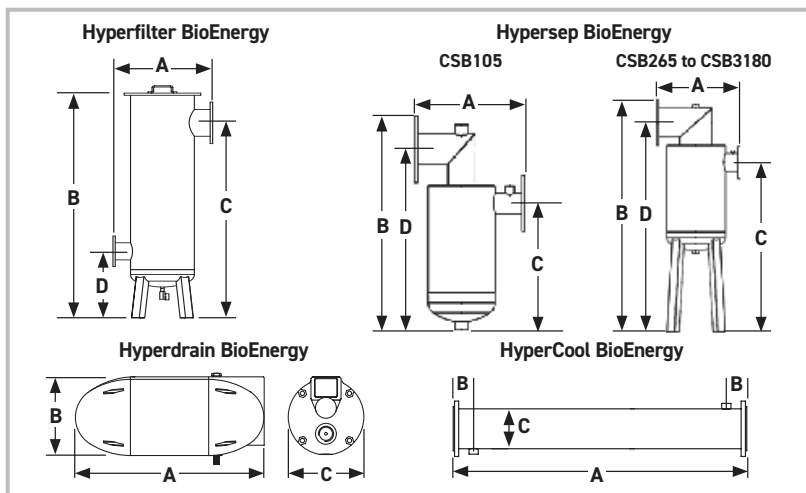 Hyperfilter BioEnergy
A
B
C
D
Hypersep BioEnergy
CSB105
A
B
D
C
CSB265 to CSB3180
A
B
D
C
Hyperdrain BioEnergy
B
A
C
HyperCool BioEnergy
B
B
C
A